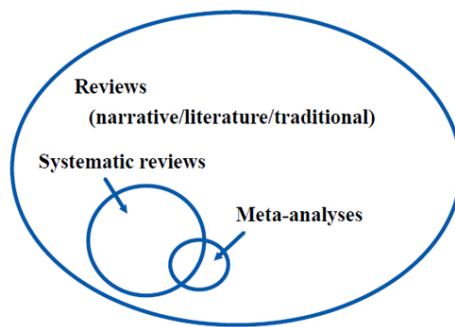 Reviews
(narrative/literature/traditional)
Systematic reviews
Meta-analyses